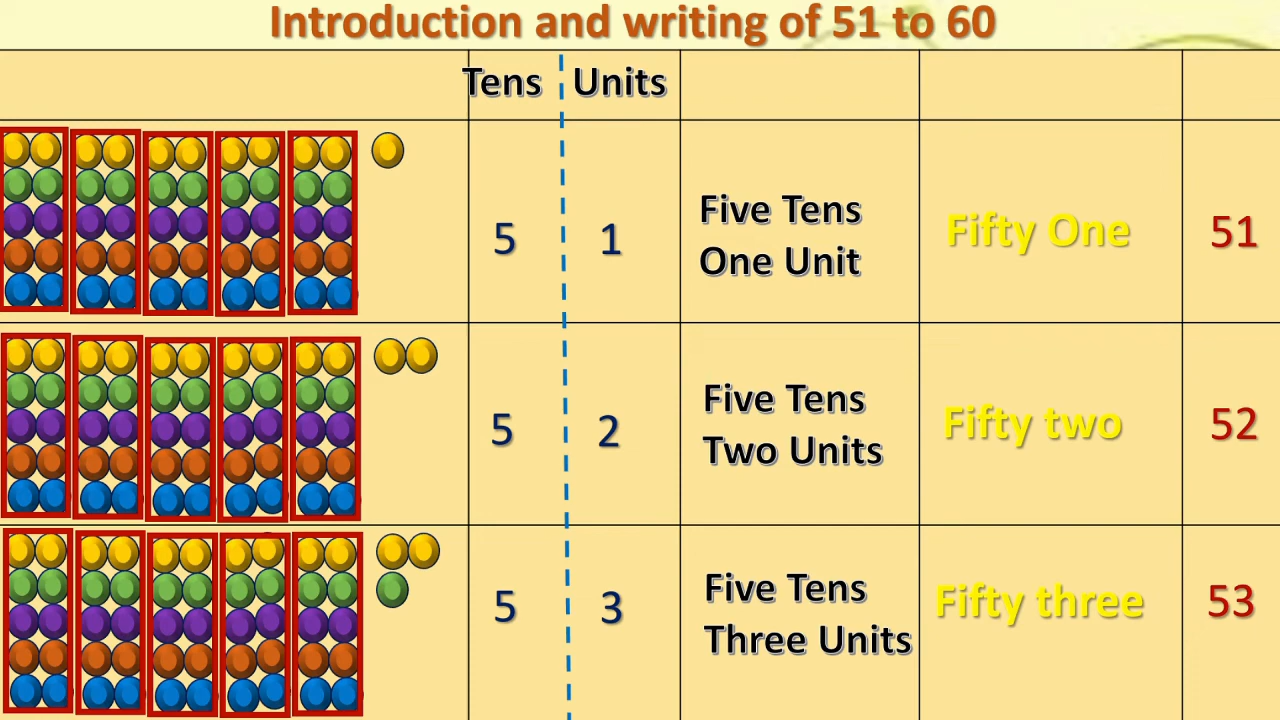 Introduction and writing of 51 to 60
Tens Units
5 1 Five Tens
One Unit Fifty One 51
5 2 Five Tens
Two Units Fifty two 52
5 3 Five Tens
Three Units Fifty three 53